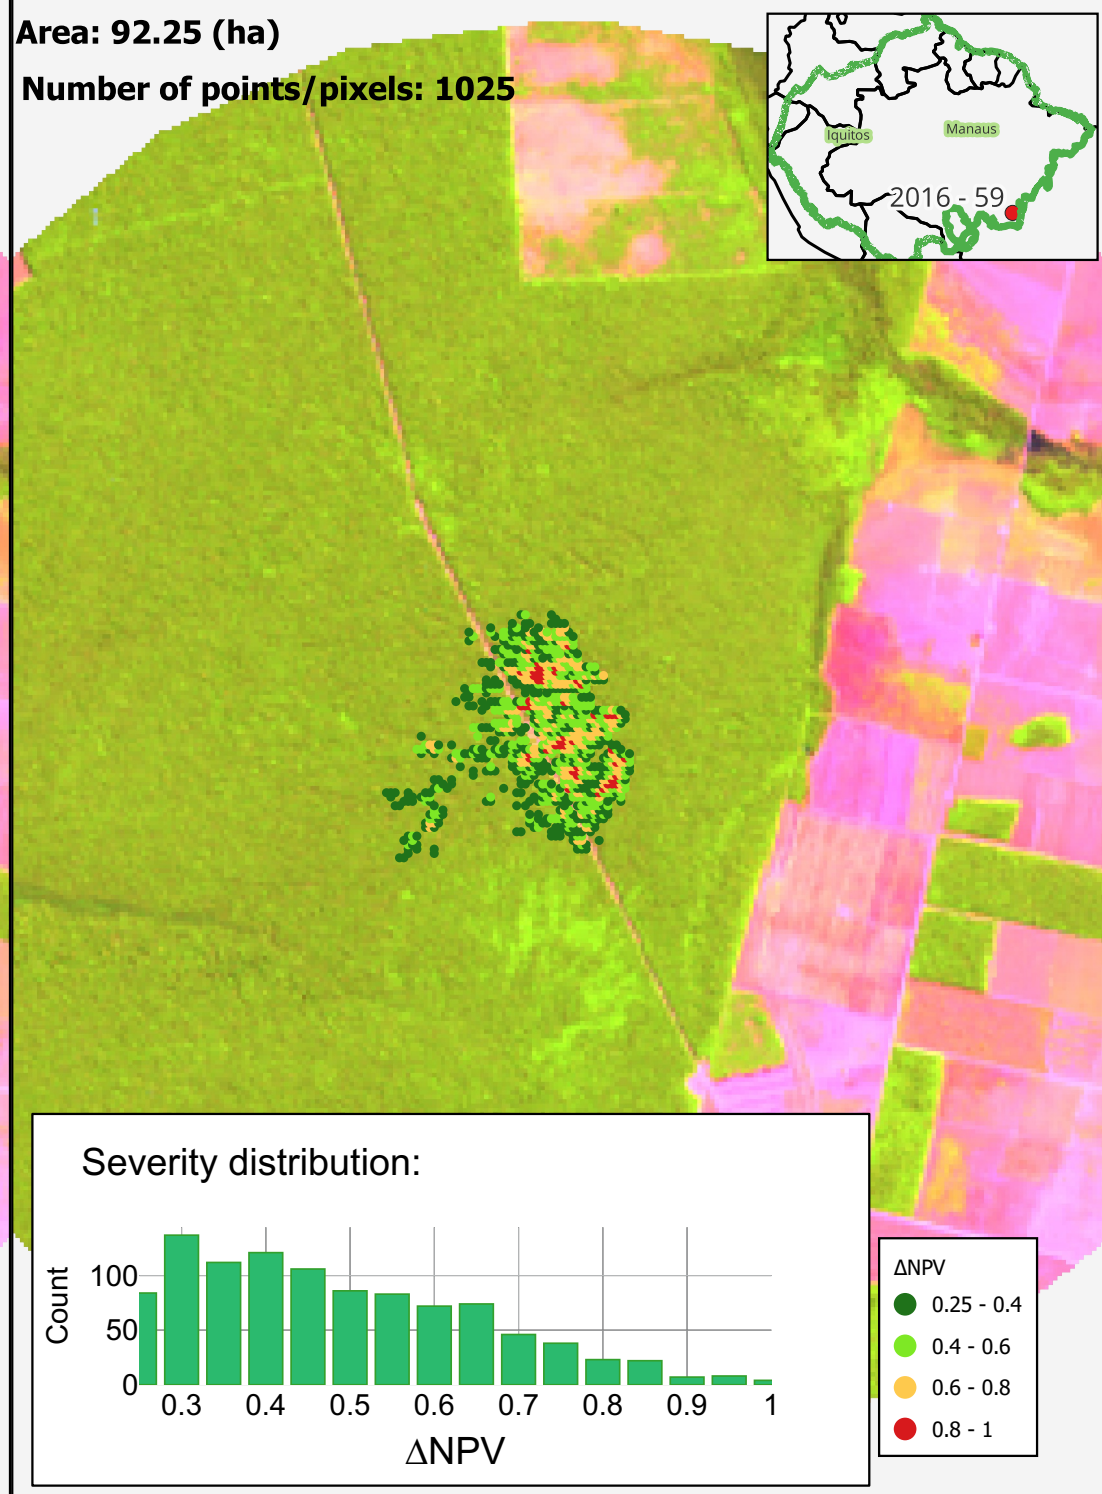 Area: 92.25 (ha)
Number of points/pixels: 1025
Iquitos
Manaus
2016 - 59
Severity distribution:
Count
100
50
0
0.3 0.4 0.5 0.6 0.7 0.8 0.9 1
ΔNPV
ΔNPV
0.25 - 0.4
0.4 - 0.6
0.6 - 0.8
0.8 - 1